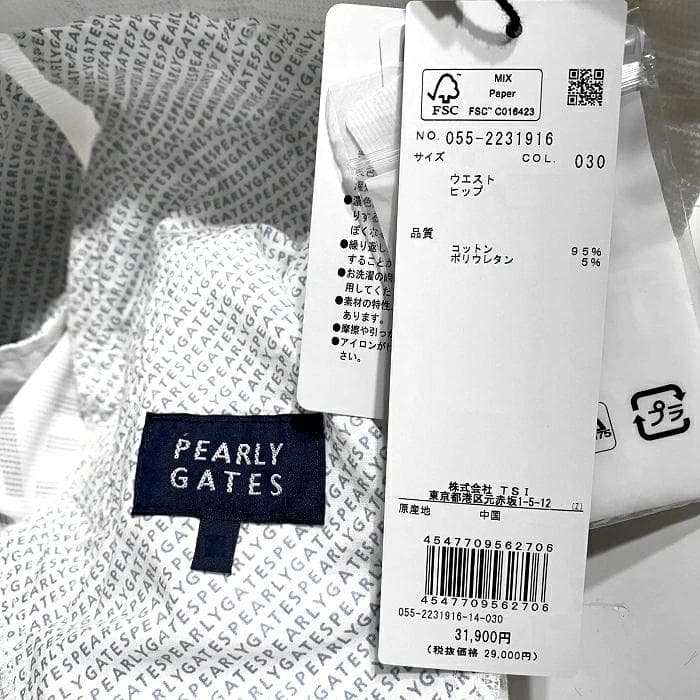 PEARLY
GATES
MIX
Paper
FSC
FSC™ C016423
NO. 055-2231916
サイズ COL. 030
ウエスト
ヒップ
品質
コットン 95%
ポリウレタン 5%
株式会社 TSI
東京都港区元赤坂1-5-12 (Z)
原産地 中国
4547709562706
4547709562706
055-2231916-14-030
31,900円
(税抜価格 29,000円)
●濃色
りする
ぽくな
●繰り返し
すること
●お洗濯の
用してくだ
●素材の特性
あります。
●摩擦や引っか
●アイロンが
さい。
プラ
75